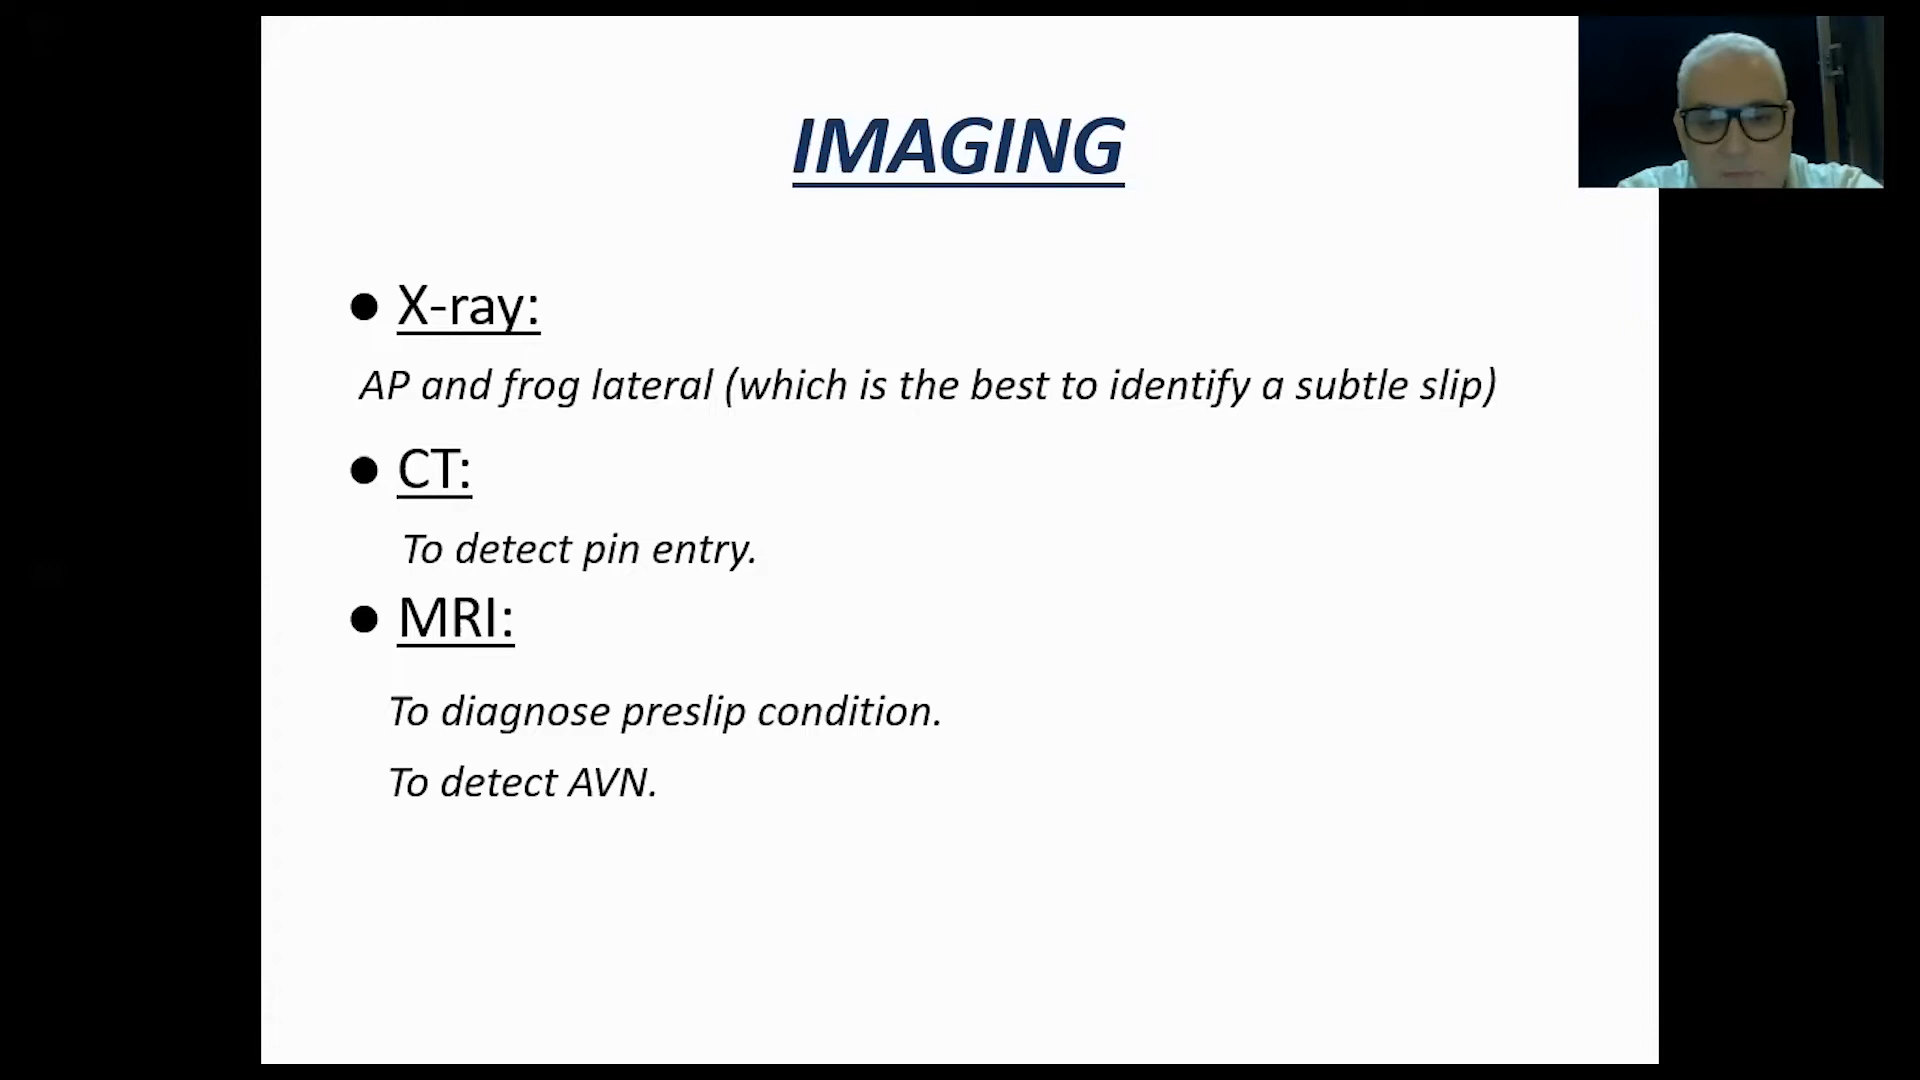 IMAGING
● X-ray:
AP and frog lateral (which is the best to identify a subtle slip)
● CT:
To detect pin entry.
● MRI:
To diagnose preslip condition.
To detect AVN.